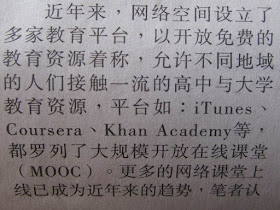 近年来，网络空间设立了
多家教育平台，以开放免费的
教育资源着称，允许不同地域
的人们接触一流的高中与大学
教育资源，平台如：iTunes、
Coursera、Khan Academy等，
都罗列了大规模开放在线课堂
（MOOC）。更多的网络课堂上
线已成为近年来的趋势，笔者认